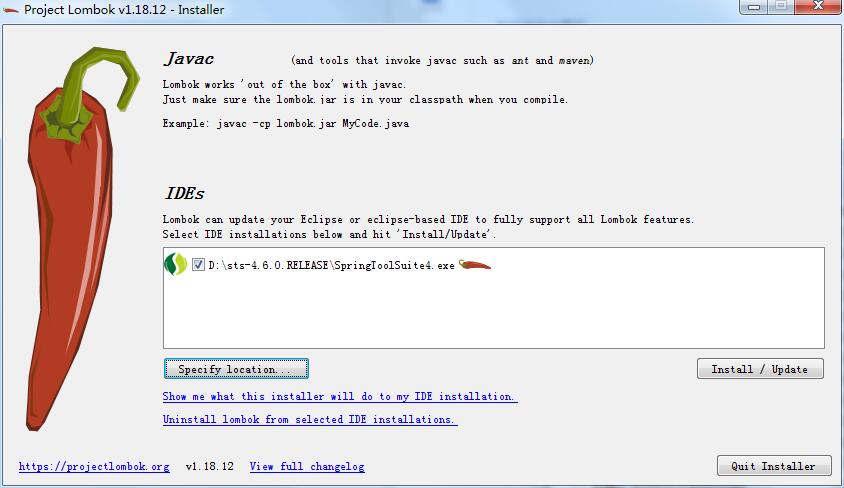 Project Lombok v1.18.12 - Installer
Javac (and tools that invoke javac such as ant and maven)
Lombok works 'out of the box' with javac.
Just make sure the lombok.jar is in your classpath when you compile.
Example: javac -cp lombok.jar MyCode.java
IDEs
Lombok can update your Eclipse or eclipse-based IDE to fully support all Lombok features.
Select IDE installations below and hit 'Install/Update'.
D:\sts-4.6.0.RELEASE\SpringToolSuite4.exe
Specify location... Install / Update
Show me what this installer will do to my IDE installation.
Uninstall lombok from selected IDE installations.
https://projectlombok.org v1.18.12 View full changelog Quit Installer